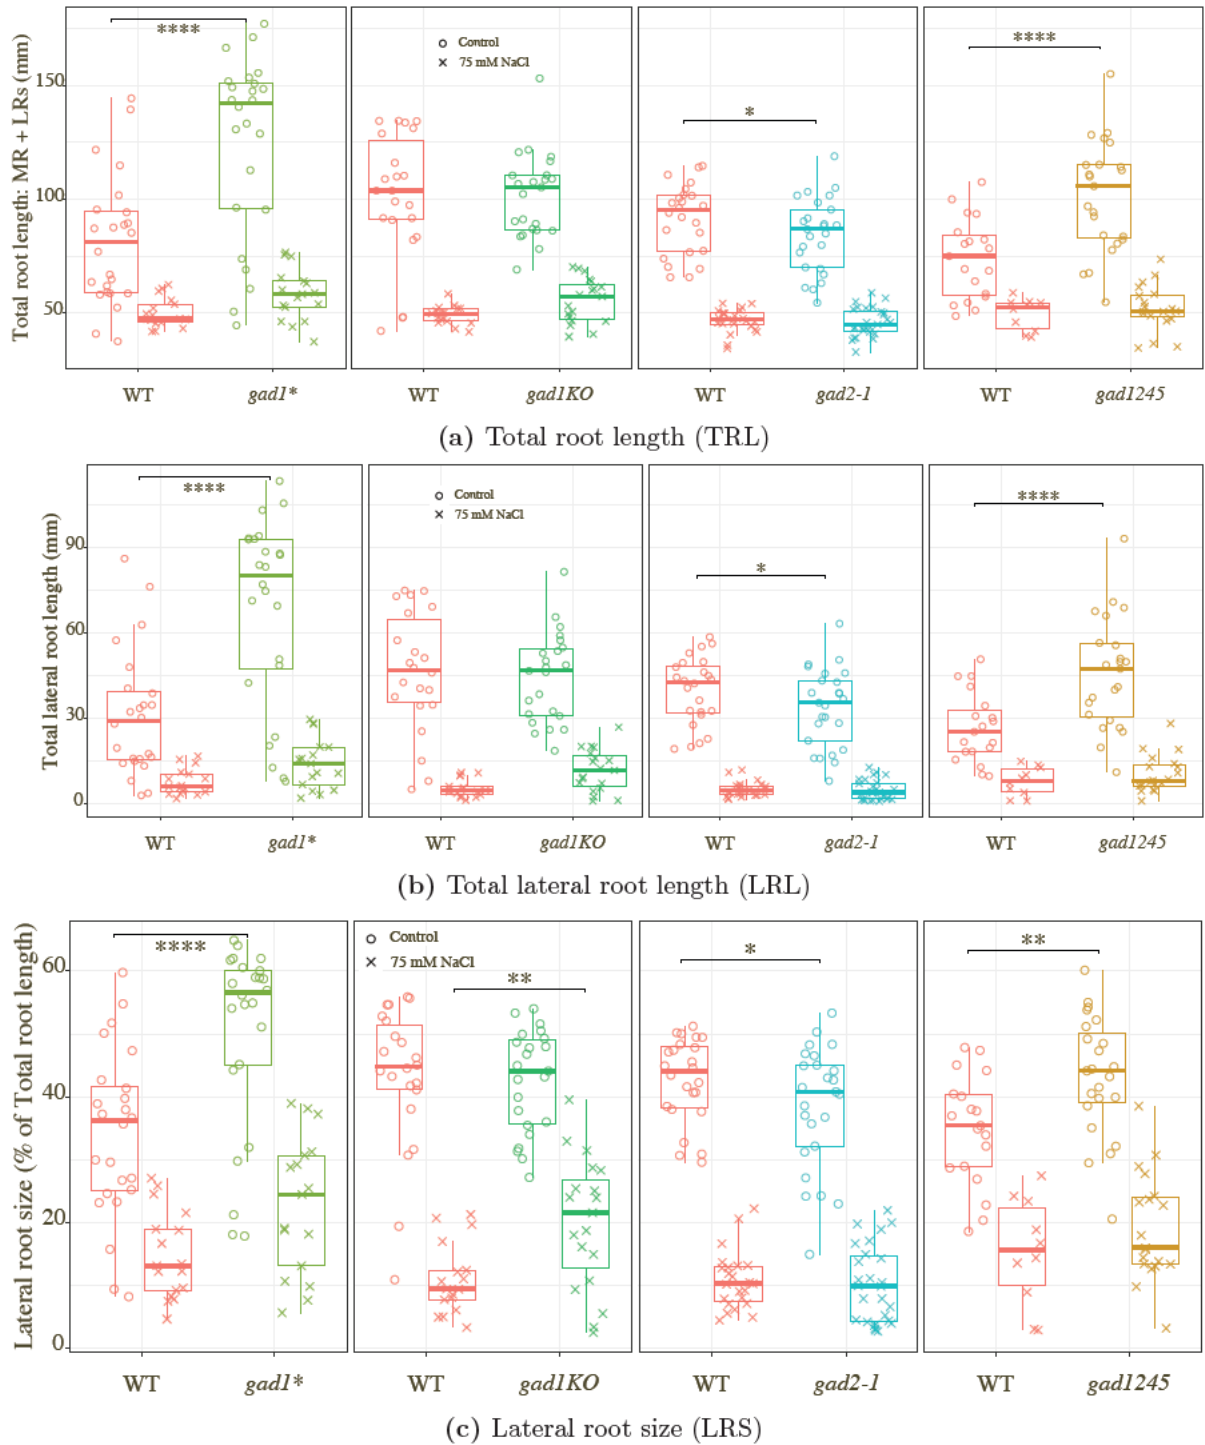 Total root length: MR + LRs (mm)
150
100
50
****
○ Control
× 75 mM NaCl
*
****
WT gad1* WT gad1KO WT gad2-1 WT gad1245
(a) Total root length (TRL)
Total lateral root length (mm)
90
60
30
0
****
○ Control
× 75 mM NaCl
*
****
WT gad1* WT gad1KO WT gad2-1 WT gad1245
(b) Total lateral root length (LRL)
Lateral root size (% of Total root length)
60
40
20
0
****
○ Control
× 75 mM NaCl
**
*
**
WT gad1* WT gad1KO WT gad2-1 WT gad1245
(c) Lateral root size (LRS)